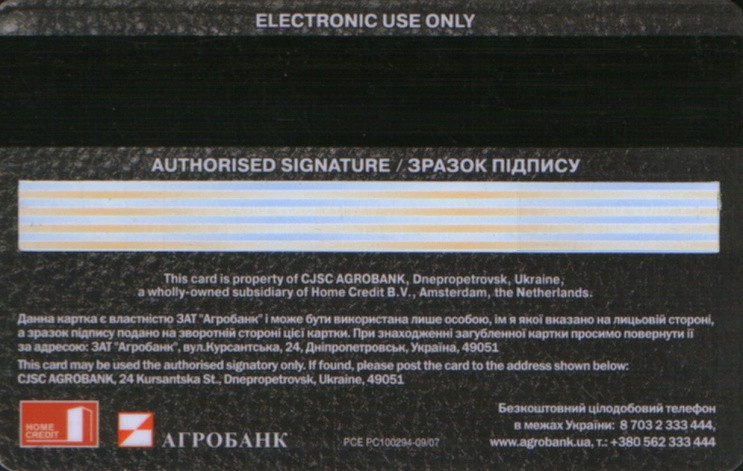 ELECTRONIC USE ONLY
AUTHORISED SIGNATURE / ЗРАЗОК ПІДПИСУ
This card is property of CJSC AGROBANK, Dnepropetrovsk, Ukraine,
a wholly-owned subsidiary of Home Credit B.V., Amsterdam, the Netherlands.
Данна картка є властністю ЗАТ "Агробанк" і може бути використана лише особою, ім я якої вказано на лицьовій стороні,
а зразок підпису подано на зворотній стороні цієї картки. При знаходженні загубленної картки просимо повернути її
за адресою: ЗАТ "Агробанк", вул.Курсантська, 24, Дніпропетровськ, Україна, 49051
This card may be used the authorised signatory only. If found, please post the card to the address shown below:
CJSC AGROBANK, 24 Kursantska St., Dnepropetrovsk, Ukraine, 49051
HOME
CREDIT
АГРОБАНК
PCE PC100294-09/07
Безкоштовний цілодобовий телефон
в межах України: 8 703 2 333 444,
www.agrobank.ua, т.: +380 562 333 444